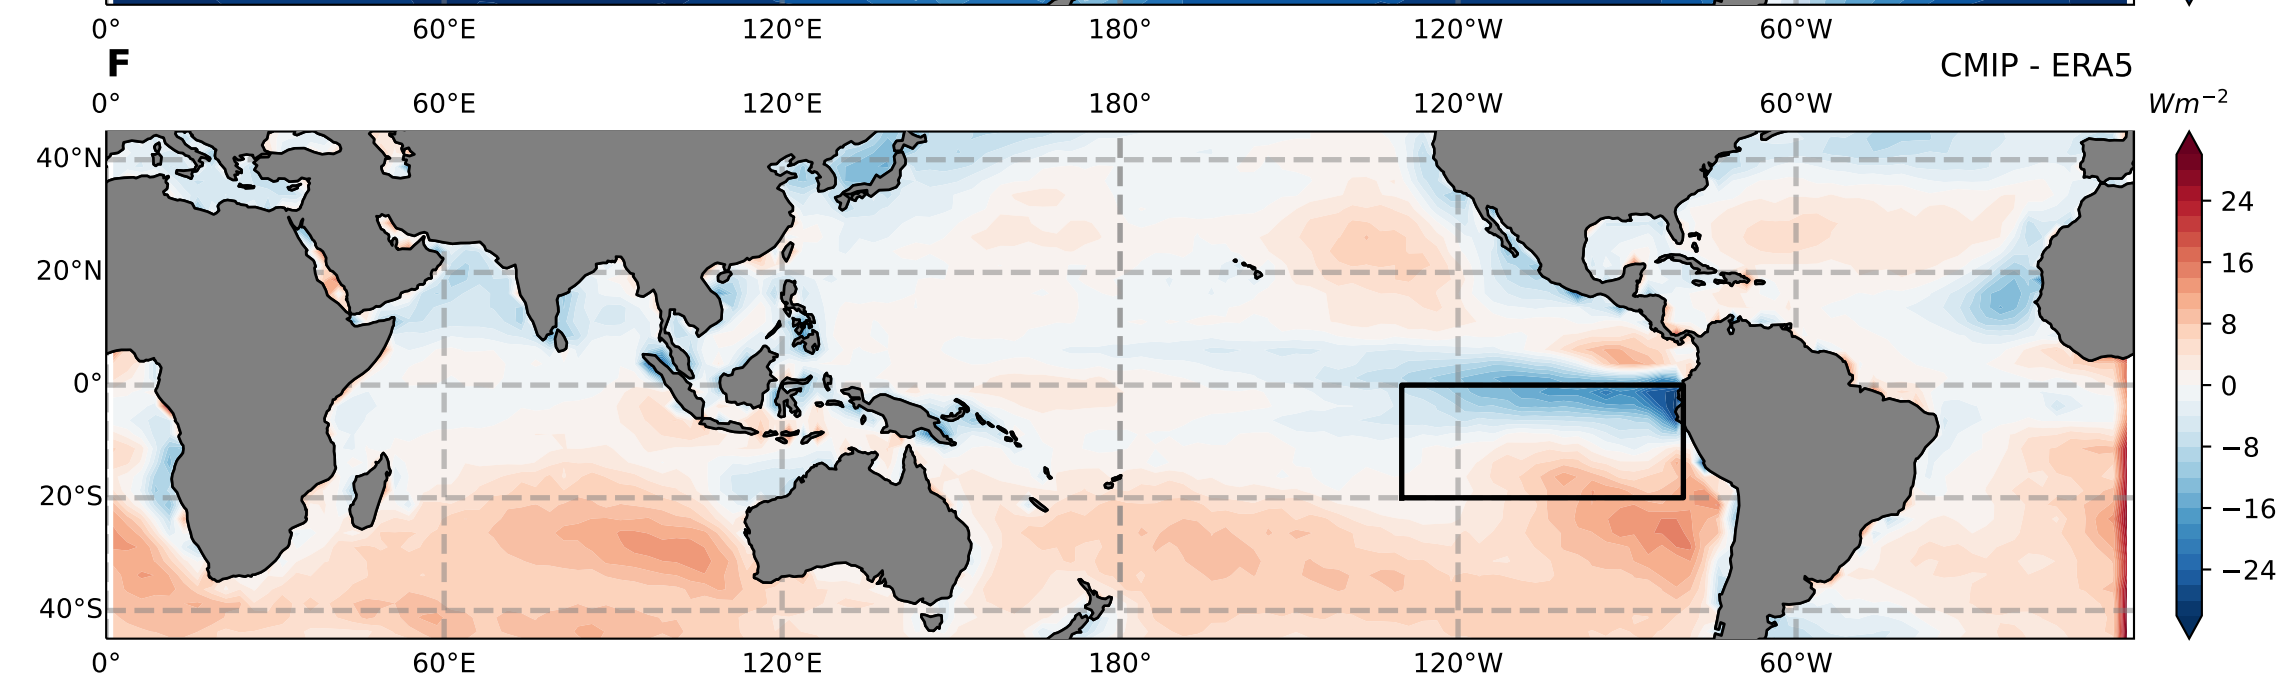 0° 60°E 120°E 180° 120°W 60°W
F CMIP - ERA5
0° 60°E 120°E 180° 120°W 60°W Wm⁻²
40°N
20°N
0°
20°S
40°S
24
16
8
0
−8
−16
−24
0° 60°E 120°E 180° 120°W 60°W